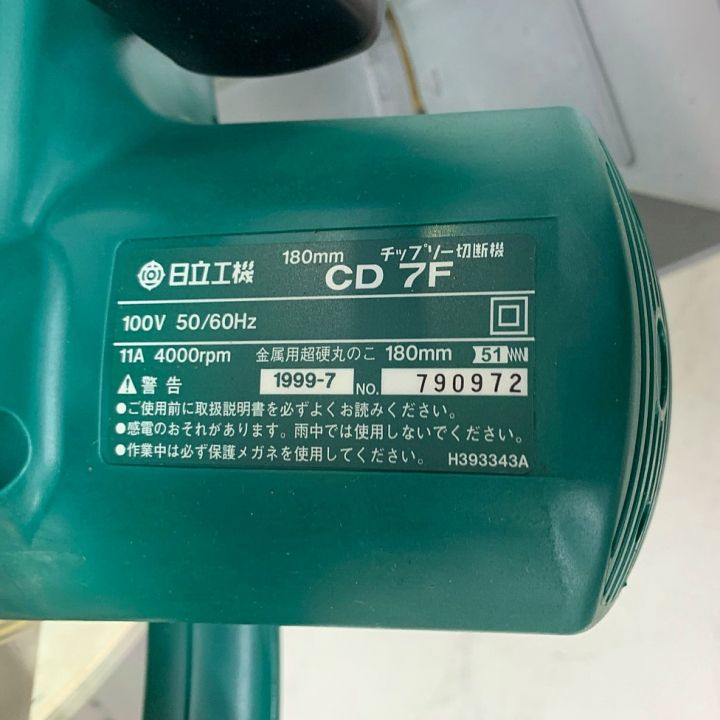 日立工機 180mm チップソー切断機
CD 7F
100V 50/60Hz
11A 4000rpm 金属用超硬丸のこ 180mm 51
警告 1999-7 NO. 790972
●ご使用前に取扱説明書を必ずよくお読みください。
●感電のおそれがあります。雨中では使用しないでください。
●作業中は必ず保護メガネを使用してください。 H393343A